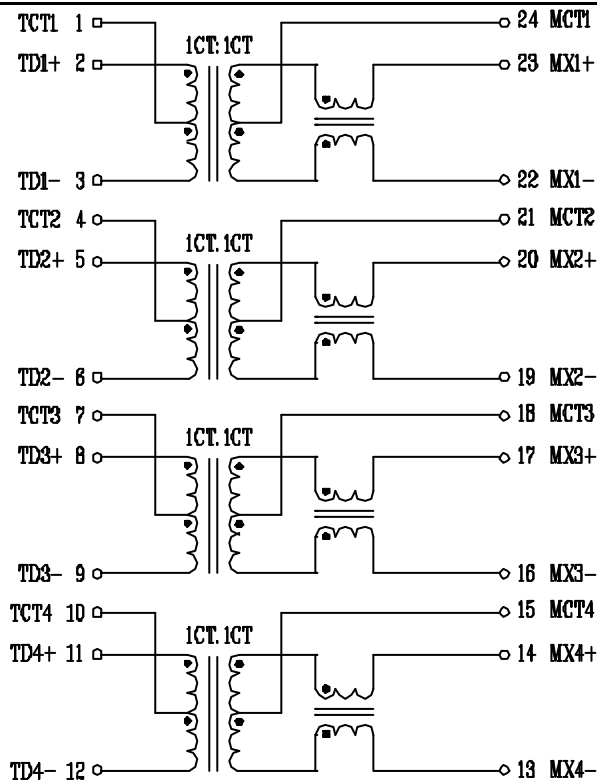 TCT1 1 24 MCT1
1CT: 1CT
TD1+ 2 23 MX1+
TD1- 3 22 MX1-
TCT2 4 21 MCT2
1CT. 1CT
TD2+ 5 20 MX2+
TD2- 6 19 MX2-
TCT3 7 18 MCT3
1CT. 1CT
TD3+ 8 17 MX3+
TD3- 9 16 MX3-
TCT4 10 15 MCT4
1CT. 1CT
TD4+ 11 14 MX4+
TD4- 12 13 MX4-